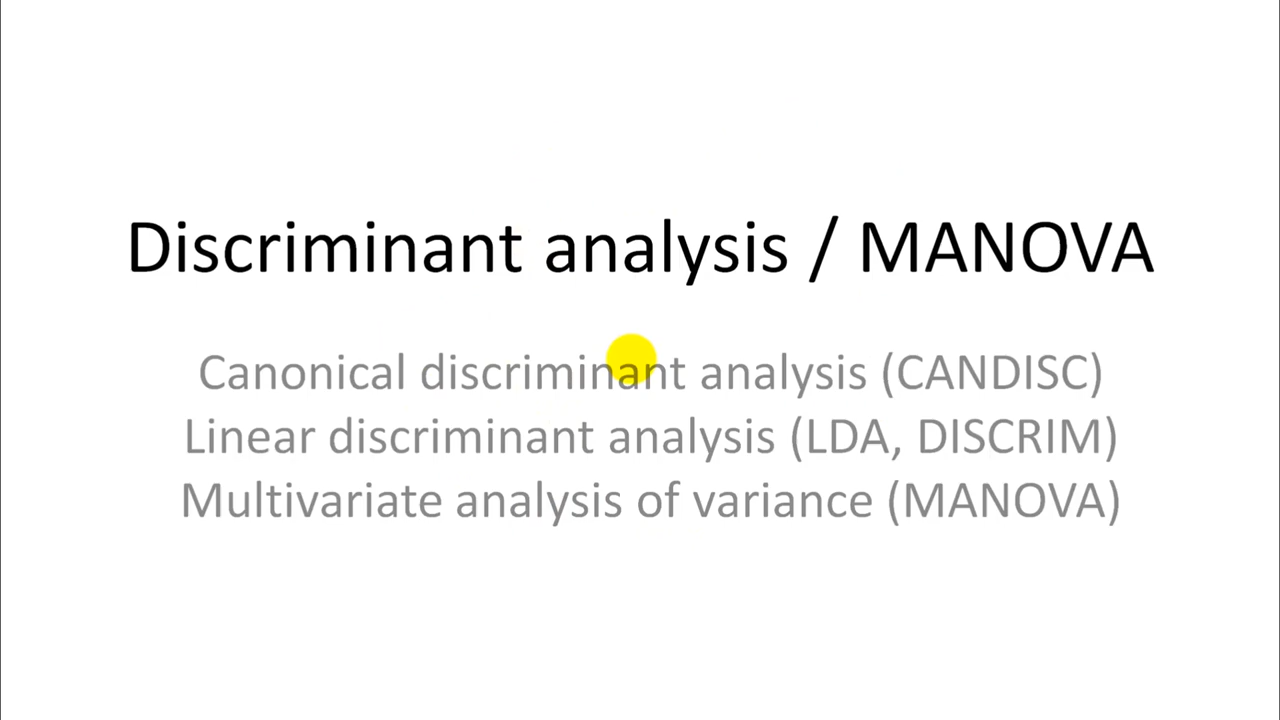 Discriminant analysis / MANOVA
Canonical discriminant analysis (CANDISC)
Linear discriminant analysis (LDA, DISCRIM)
Multivariate analysis of variance (MANOVA)